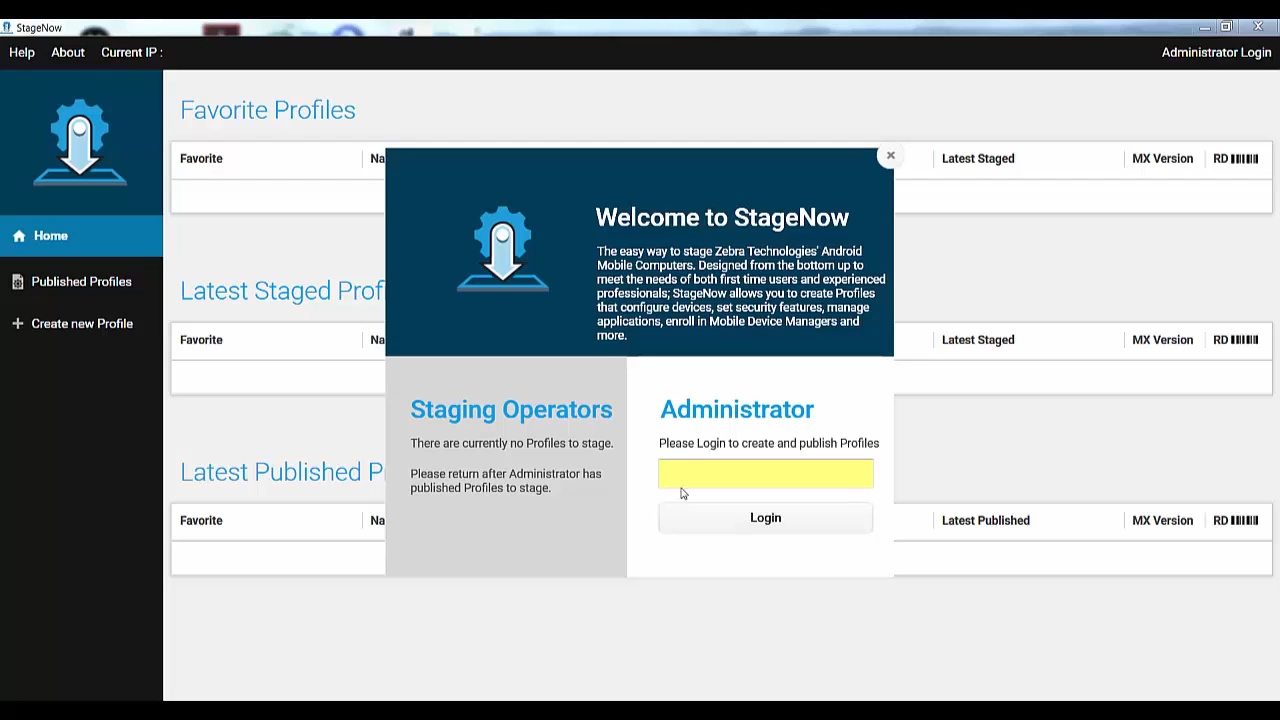 StageNow
Help About Current IP : Administrator Login
Favorite Profiles
Favorite Na Latest Staged MX Version RD
Welcome to StageNow
The easy way to stage Zebra Technologies' Android
Mobile Computers. Designed from the bottom up to
meet the needs of both first time users and experienced
professionals; StageNow allows you to create Profiles
that configure devices, set security features, manage
applications, enroll in Mobile Device Managers and
more.
Home
Published Profiles
Create new Profile
Latest Staged Prof
Favorite Na Latest Staged MX Version RD
Staging Operators
There are currently no Profiles to stage.
Please return after Administrator has
published Profiles to stage.
Administrator
Please Login to create and publish Profiles
Login
Latest Published P
Favorite Na Latest Published MX Version RD